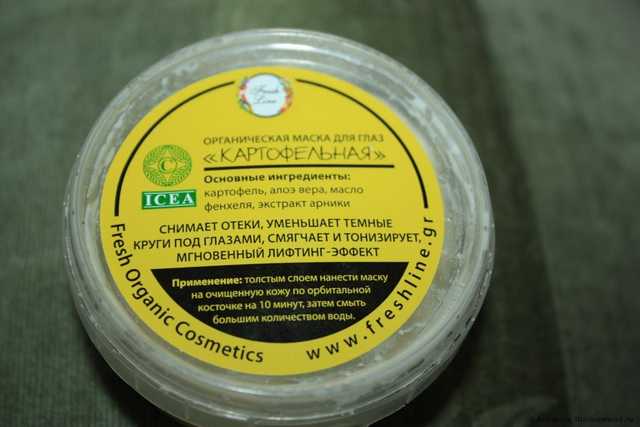 Fresh
Line
ОРГАНИЧЕСКАЯ МАСКА ДЛЯ ГЛАЗ
«КАРТОФЕЛЬНАЯ»
Основные ингредиенты:
картофель, алоэ вера, масло
фенхеля, экстракт арники
ICEA
СНИМАЕТ ОТЕКИ, УМЕНЬШАЕТ ТЕМНЫЕ
КРУГИ ПОД ГЛАЗАМИ, СМЯГЧАЕТ И ТОНИЗИРУЕТ,
МГНОВЕННЫЙ ЛИФТИНГ-ЭФФЕКТ
Применение: толстым слоем нанести маску
на очищенную кожу по орбитальной
косточке на 10 минут, затем смыть
большим количеством воды.
Fresh Organic Cosmetics
www.freshline.gr